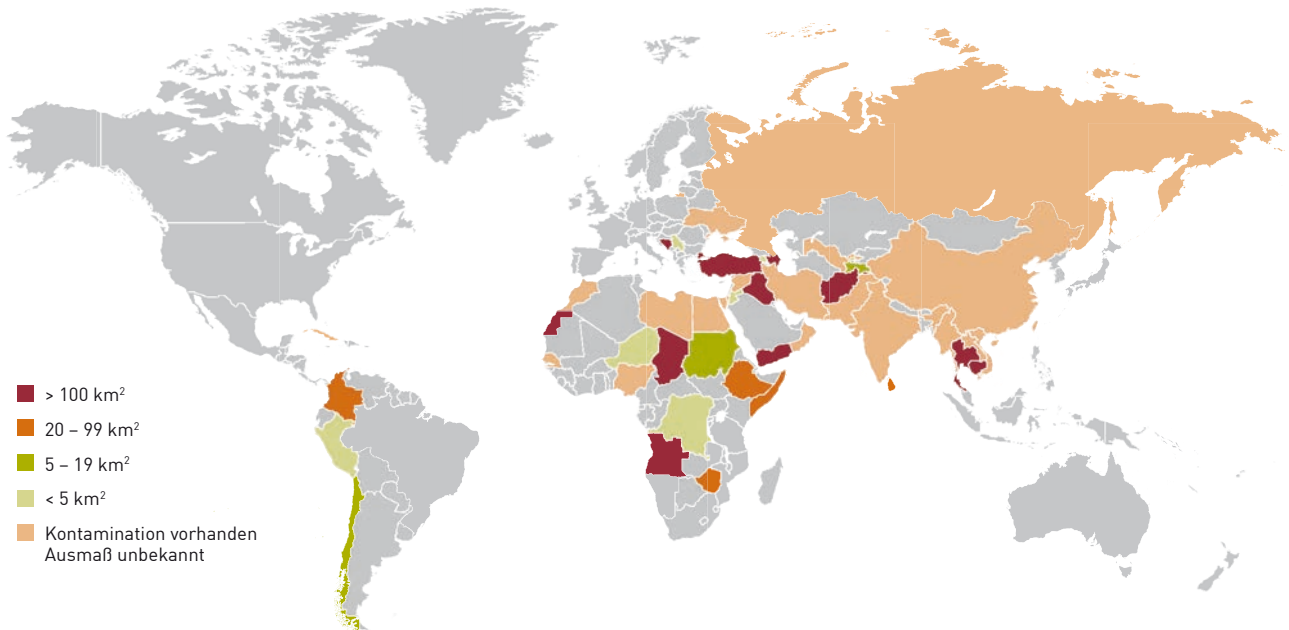 > 100 km²
20 – 99 km²
5 – 19 km²
< 5 km²
Kontamination vorhanden
Ausmaß unbekannt